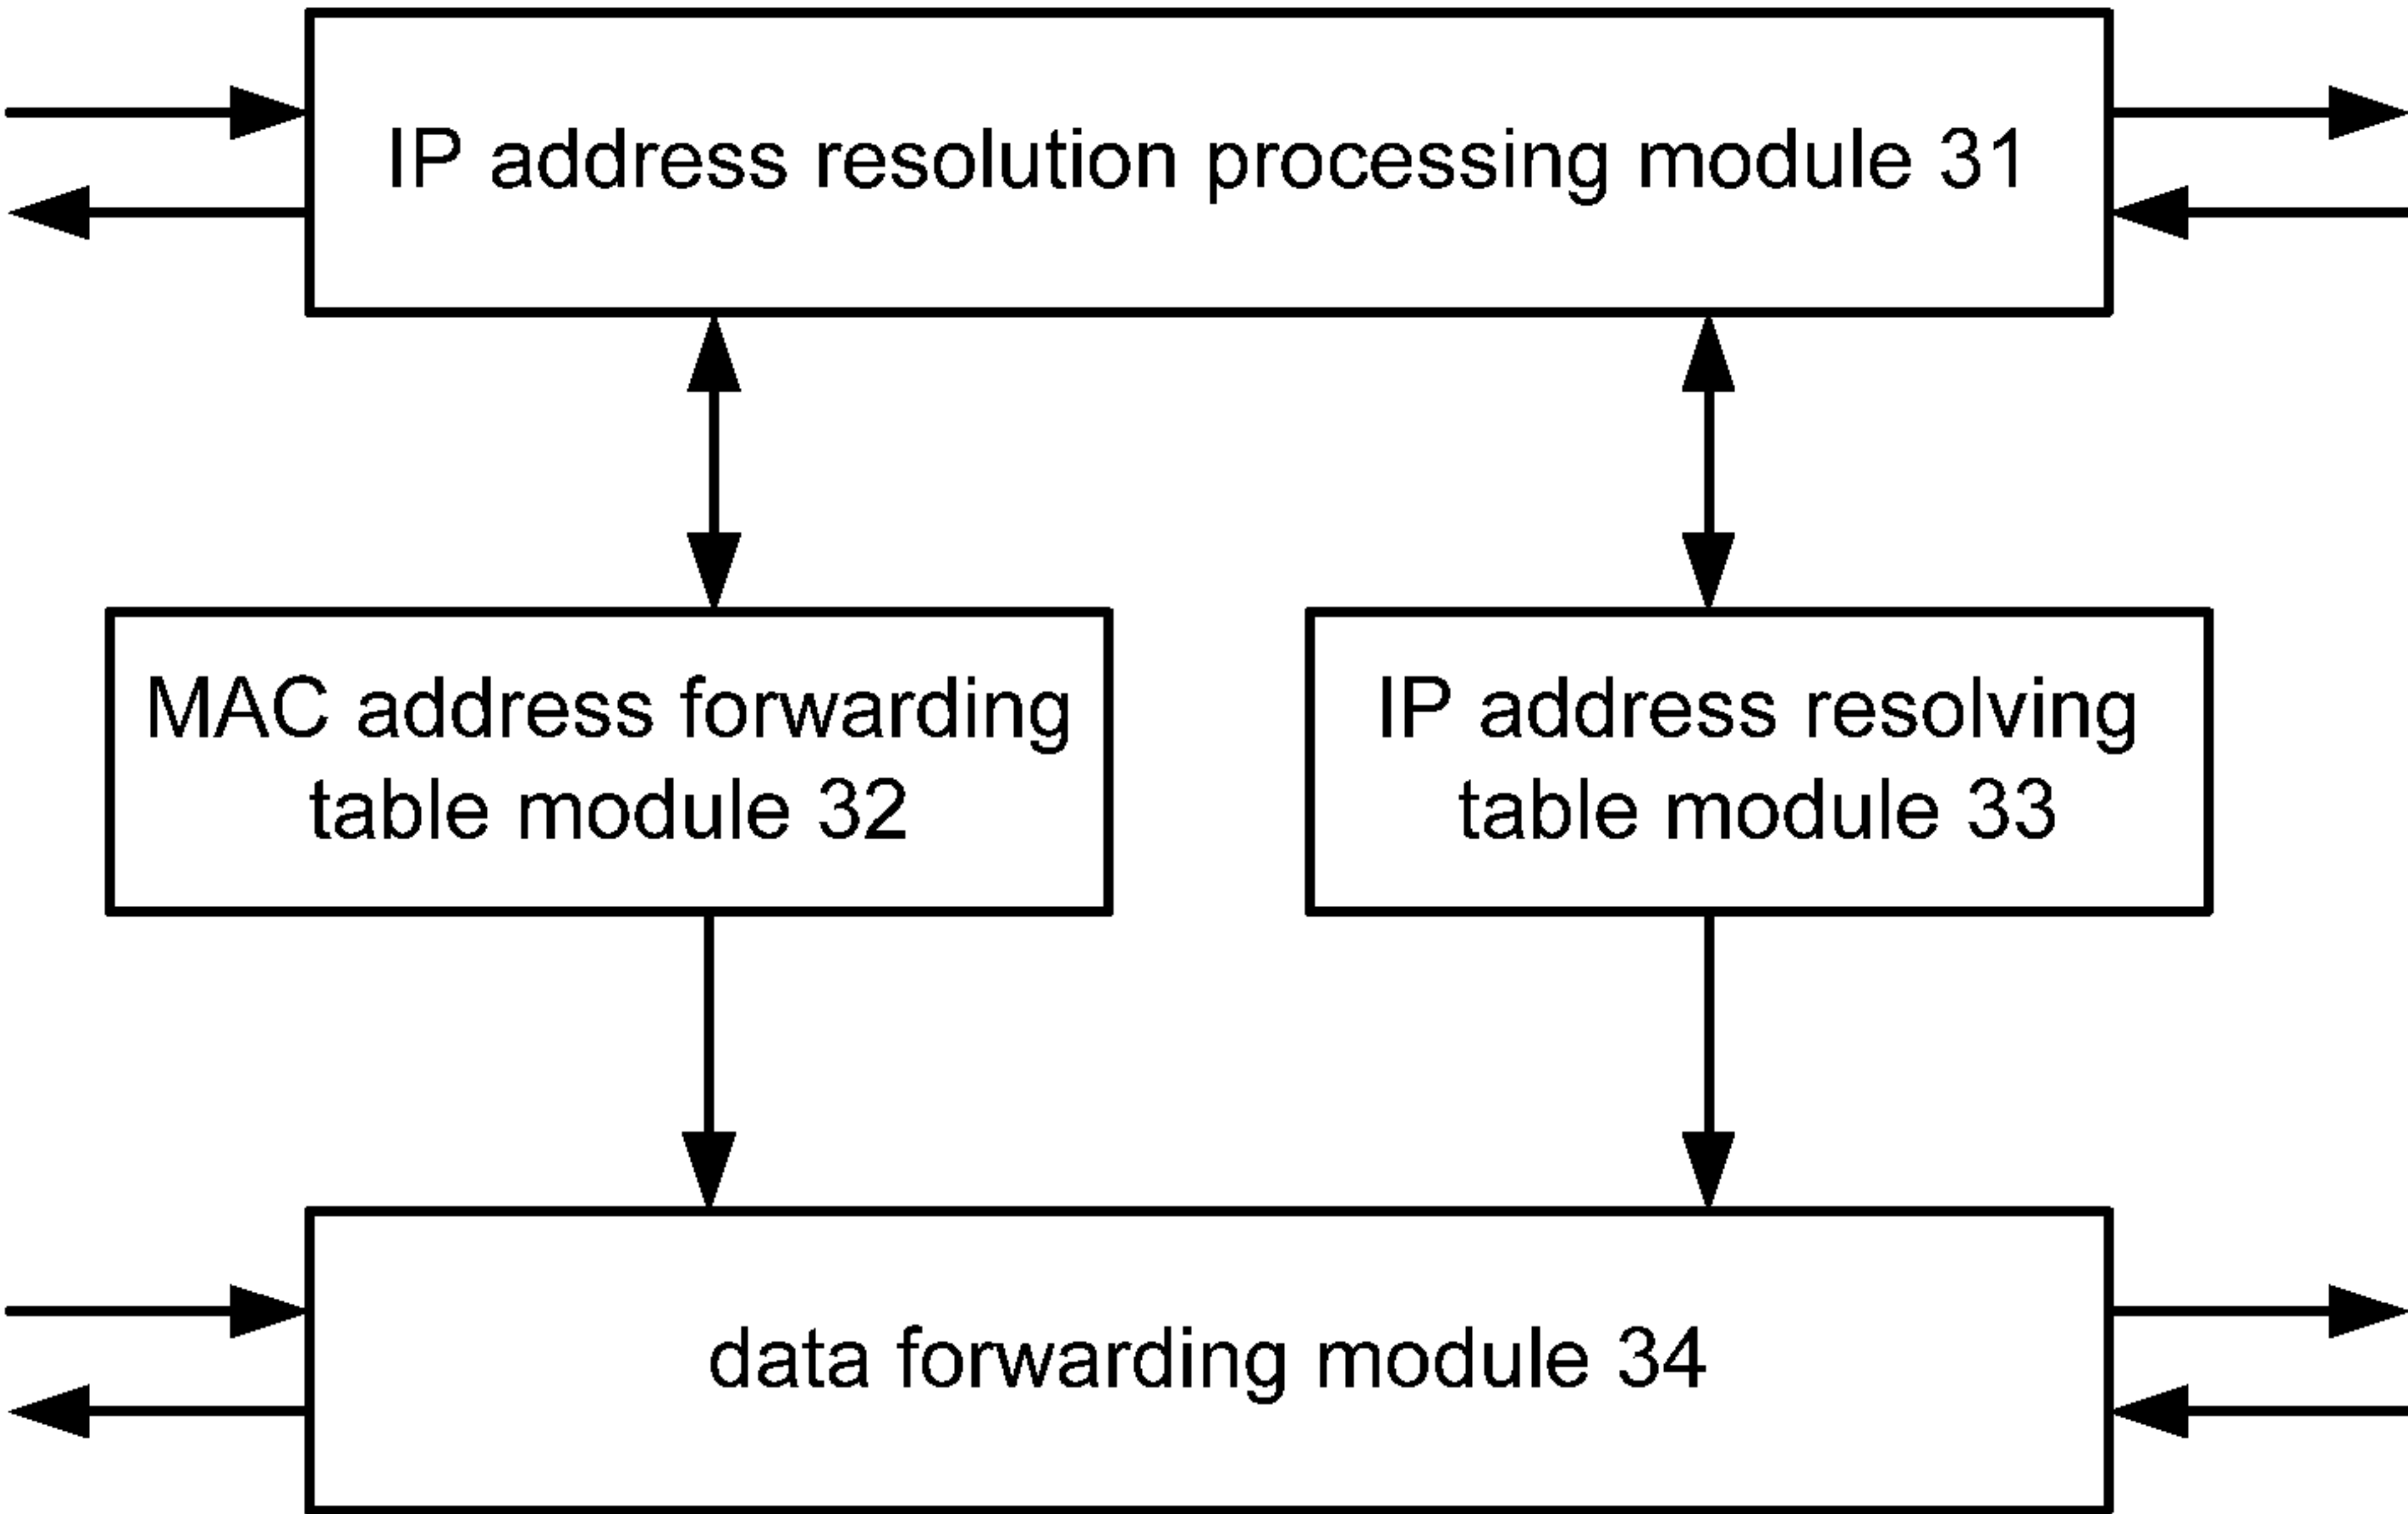 IP address resolution processing module 31
MAC address forwarding
table module 32
IP address resolving
table module 33
data forwarding module 34